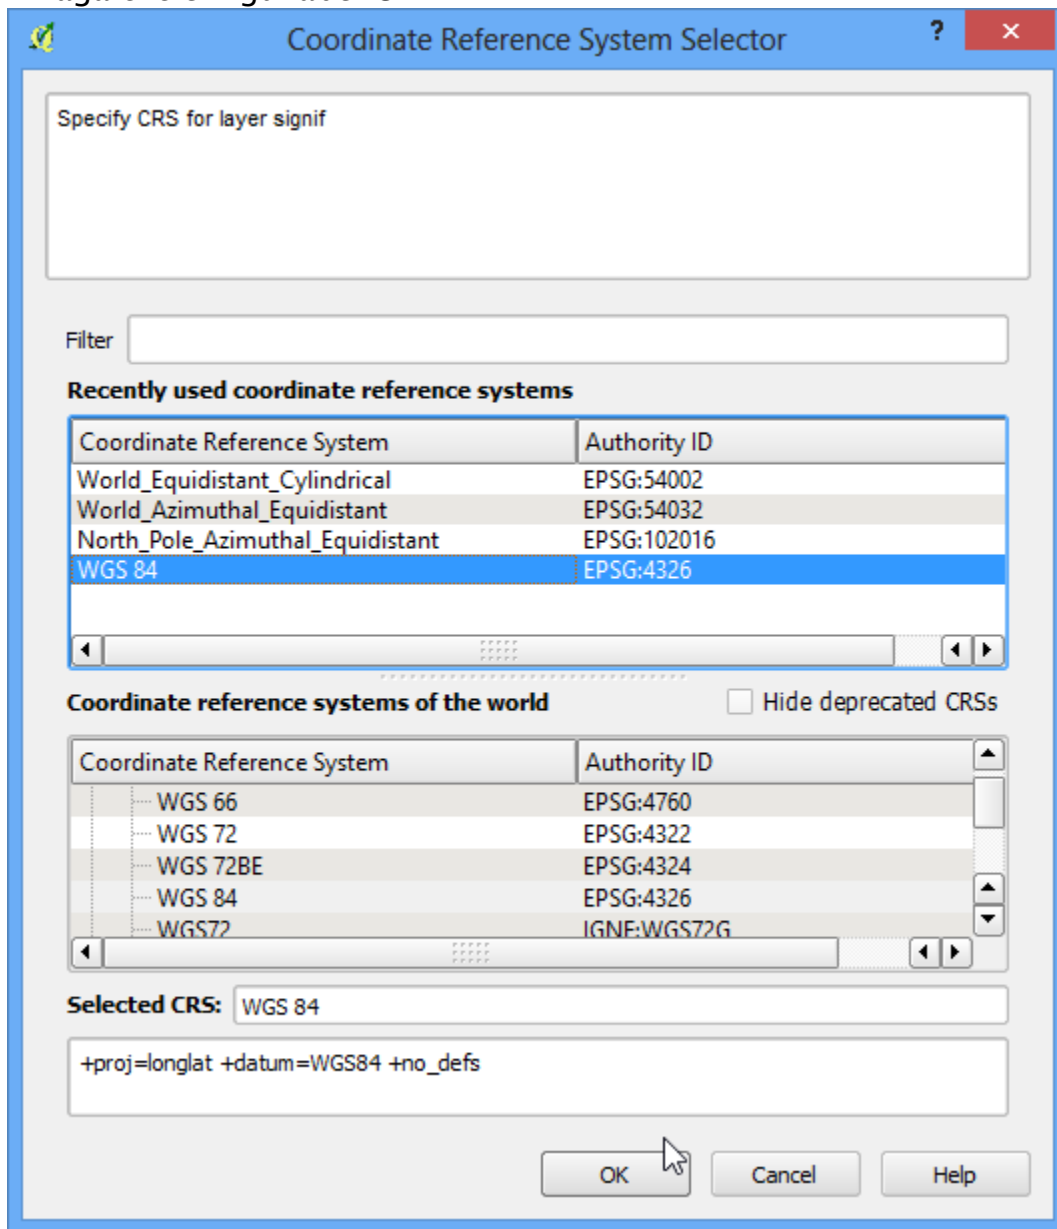 Coordinate Reference System Selector ? ×
Specify CRS for layer signif
Filter
Recently used coordinate reference systems
Coordinate Reference System Authority ID
World_Equidistant_Cylindrical EPSG:54002
World_Azimuthal_Equidistant EPSG:54032
North_Pole_Azimuthal_Equidistant EPSG:102016
WGS 84 EPSG:4326
Coordinate reference systems of the world Hide deprecated CRSs
Coordinate Reference System Authority ID
WGS 66 EPSG:4760
WGS 72 EPSG:4322
WGS 72BE EPSG:4324
WGS 84 EPSG:4326
WGS72 IGNF:WGS72G
Selected CRS: WGS 84
+proj=longlat +datum=WGS84 +no_defs
OK Cancel Help